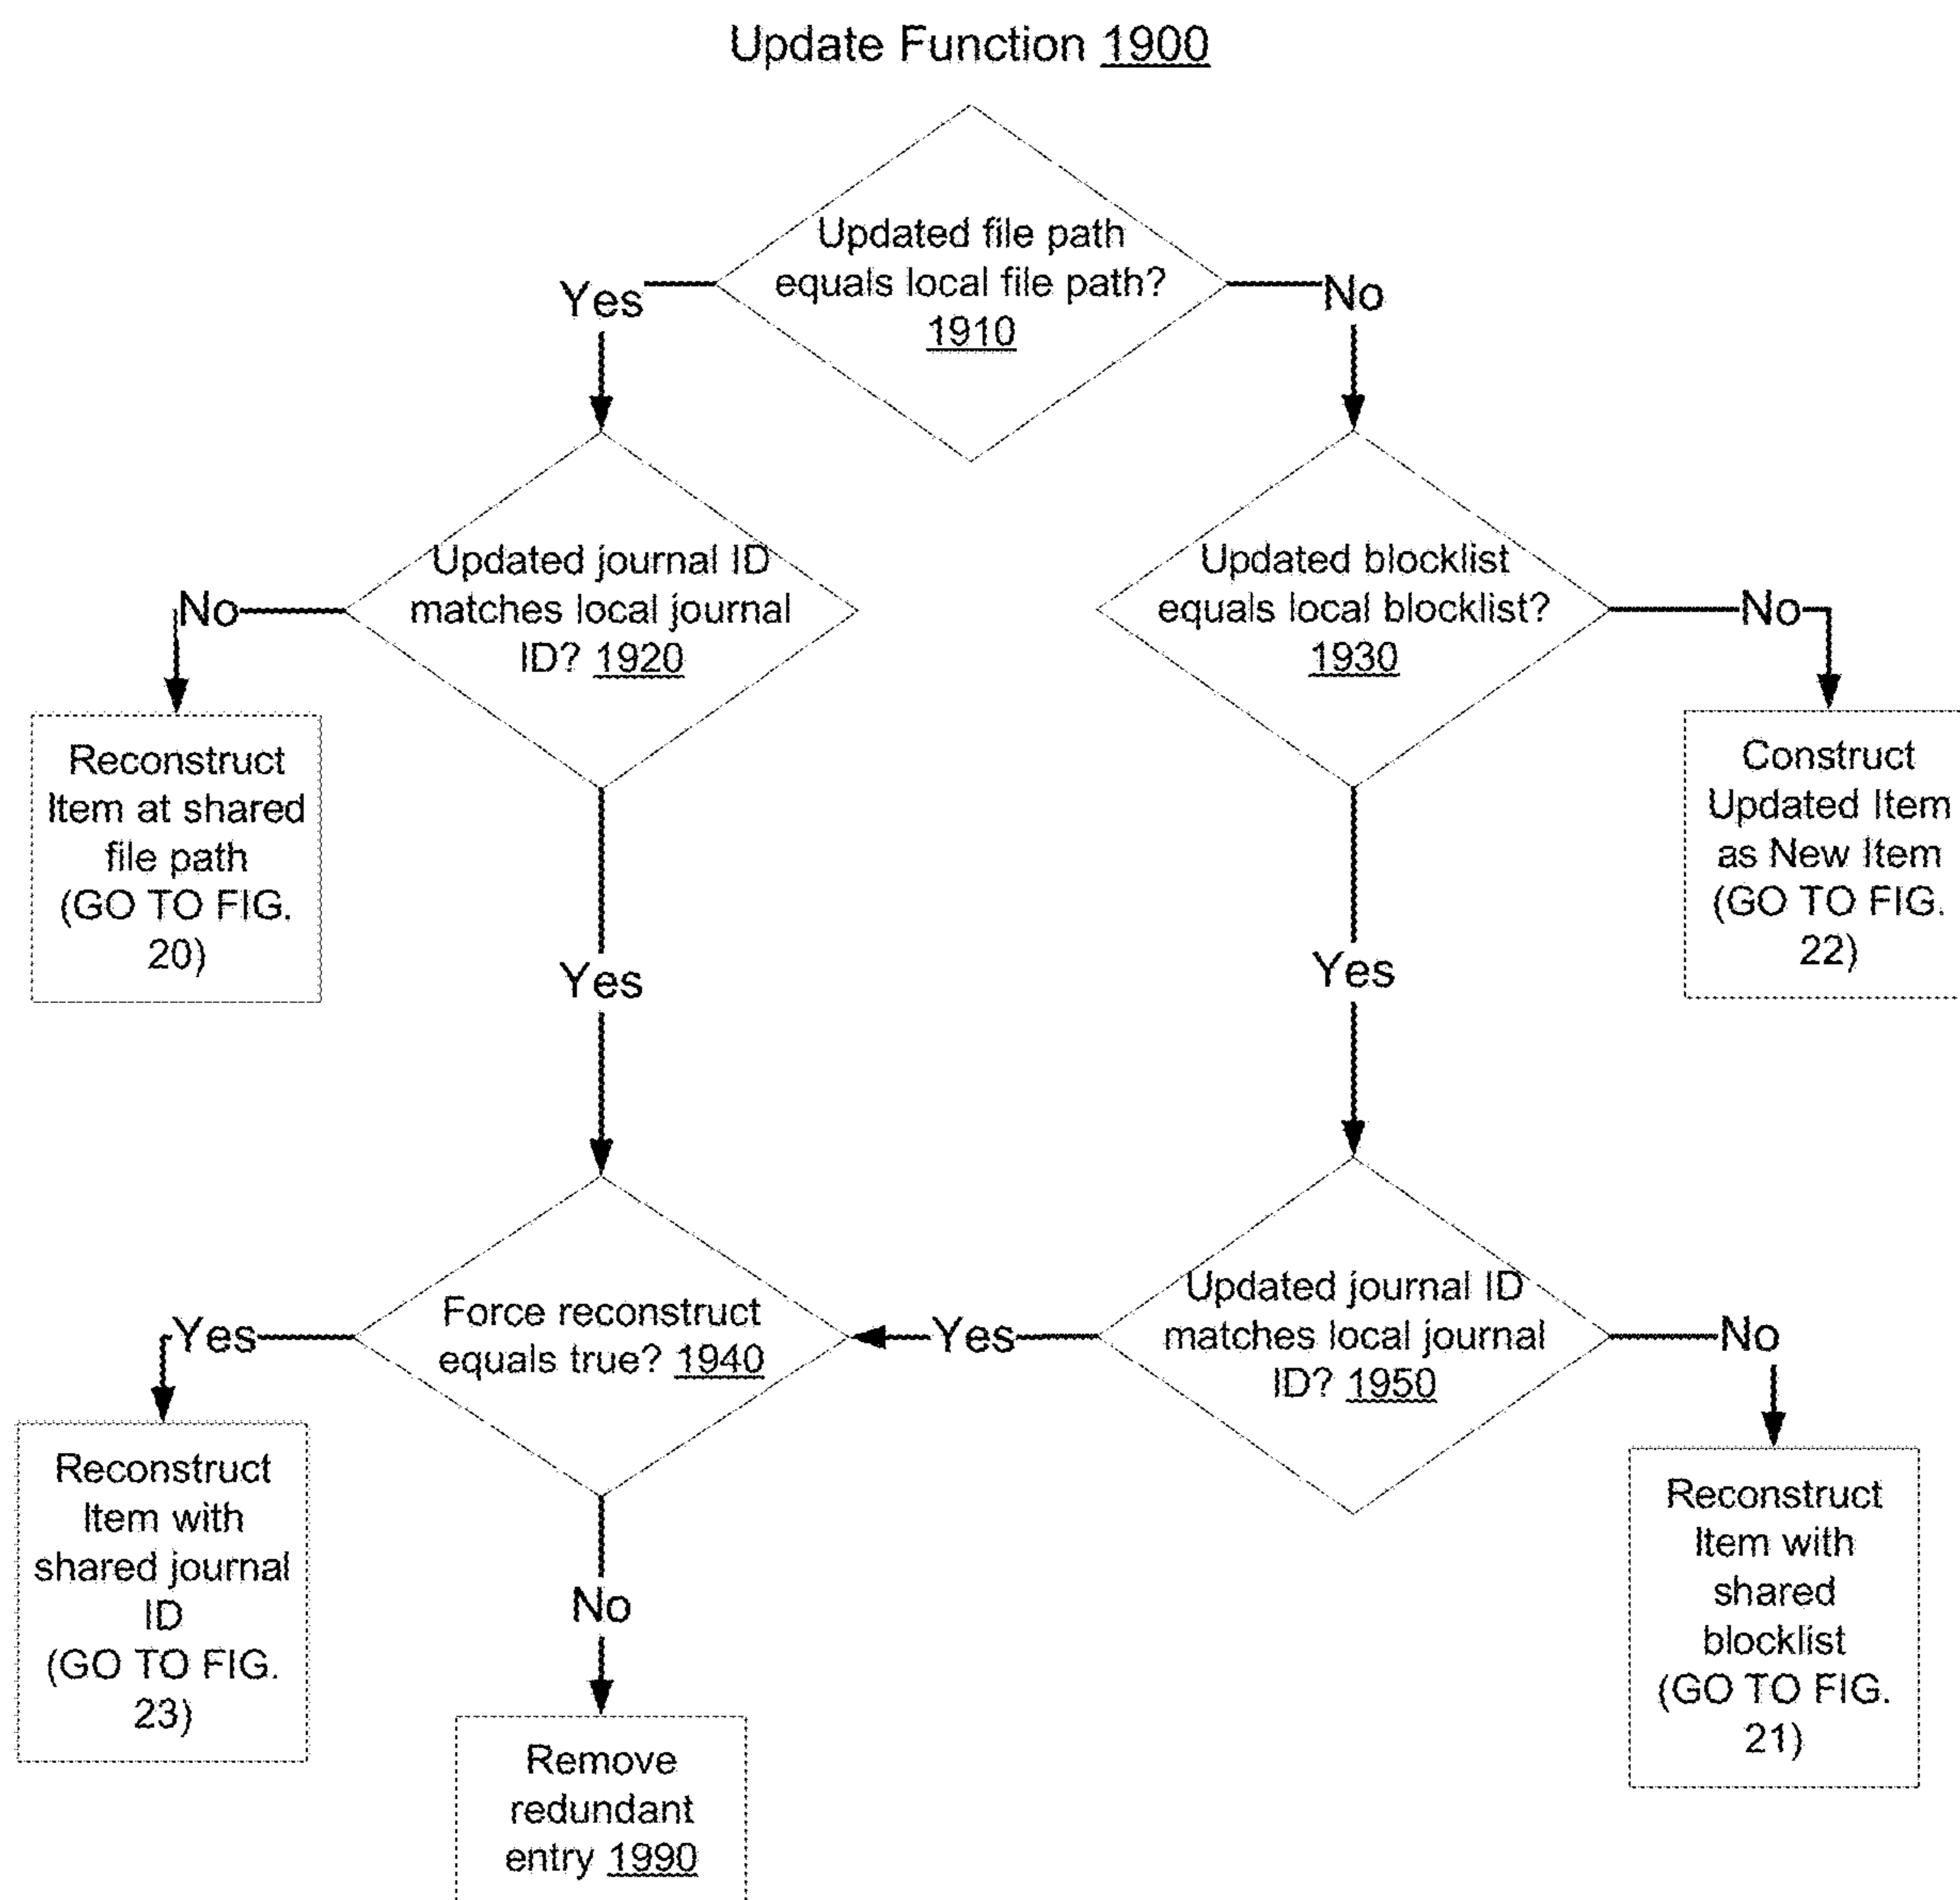 Update Function 1900
Updated file path
equals local file path?
1910
Yes
No
Updated journal ID
matches local journal
ID? 1920
Updated blocklist
equals local blocklist?
1930
No
No
Reconstruct
Item at shared
file path
(GO TO FIG.
20)
Construct
Updated Item
as New Item
(GO TO FIG.
22)
Yes
Yes
Force reconstruct
equals true? 1940
Updated journal ID
matches local journal
ID? 1950
Yes
Yes
No
Reconstruct
Item with
shared journal
ID
(GO TO FIG.
23)
No
Reconstruct
Item with
shared
blocklist
(GO TO FIG.
21)
Remove
redundant
entry 1990